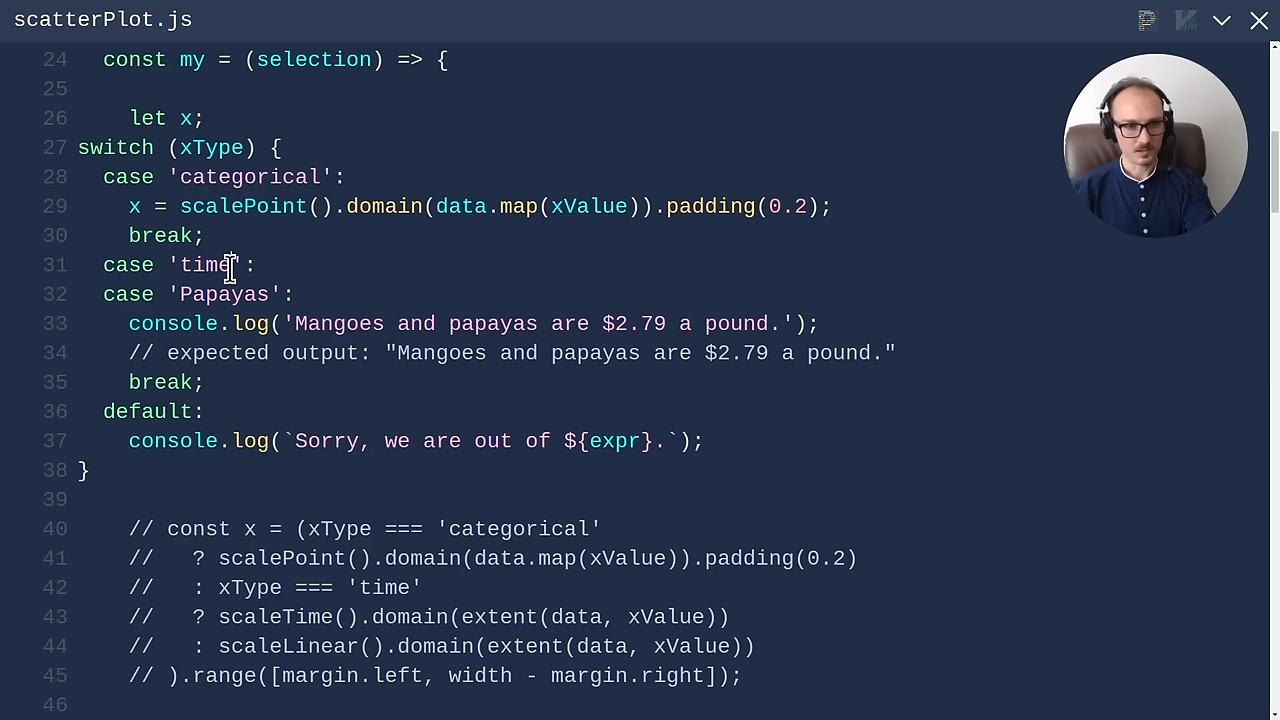 scatterPlot.js
24 const my = (selection) => {
25
26 let x;
27 switch (xType) {
28 case 'categorical':
29 x = scalePoint().domain(data.map(xValue)).padding(0.2);
30 break;
31 case 'time':
32 case 'Papayas':
33 console.log('Mangoes and papayas are $2.79 a pound.');
34 // expected output: "Mangoes and papayas are $2.79 a pound."
35 break;
36 default:
37 console.log(`Sorry, we are out of ${expr}.`);
38 }
39
40 // const x = (xType === 'categorical'
41 //   ? scalePoint().domain(data.map(xValue)).padding(0.2)
42 //   : xType === 'time'
43 //   ? scaleTime().domain(extent(data, xValue))
44 //   : scaleLinear().domain(extent(data, xValue))
45 // ).range([margin.left, width - margin.right]);
46